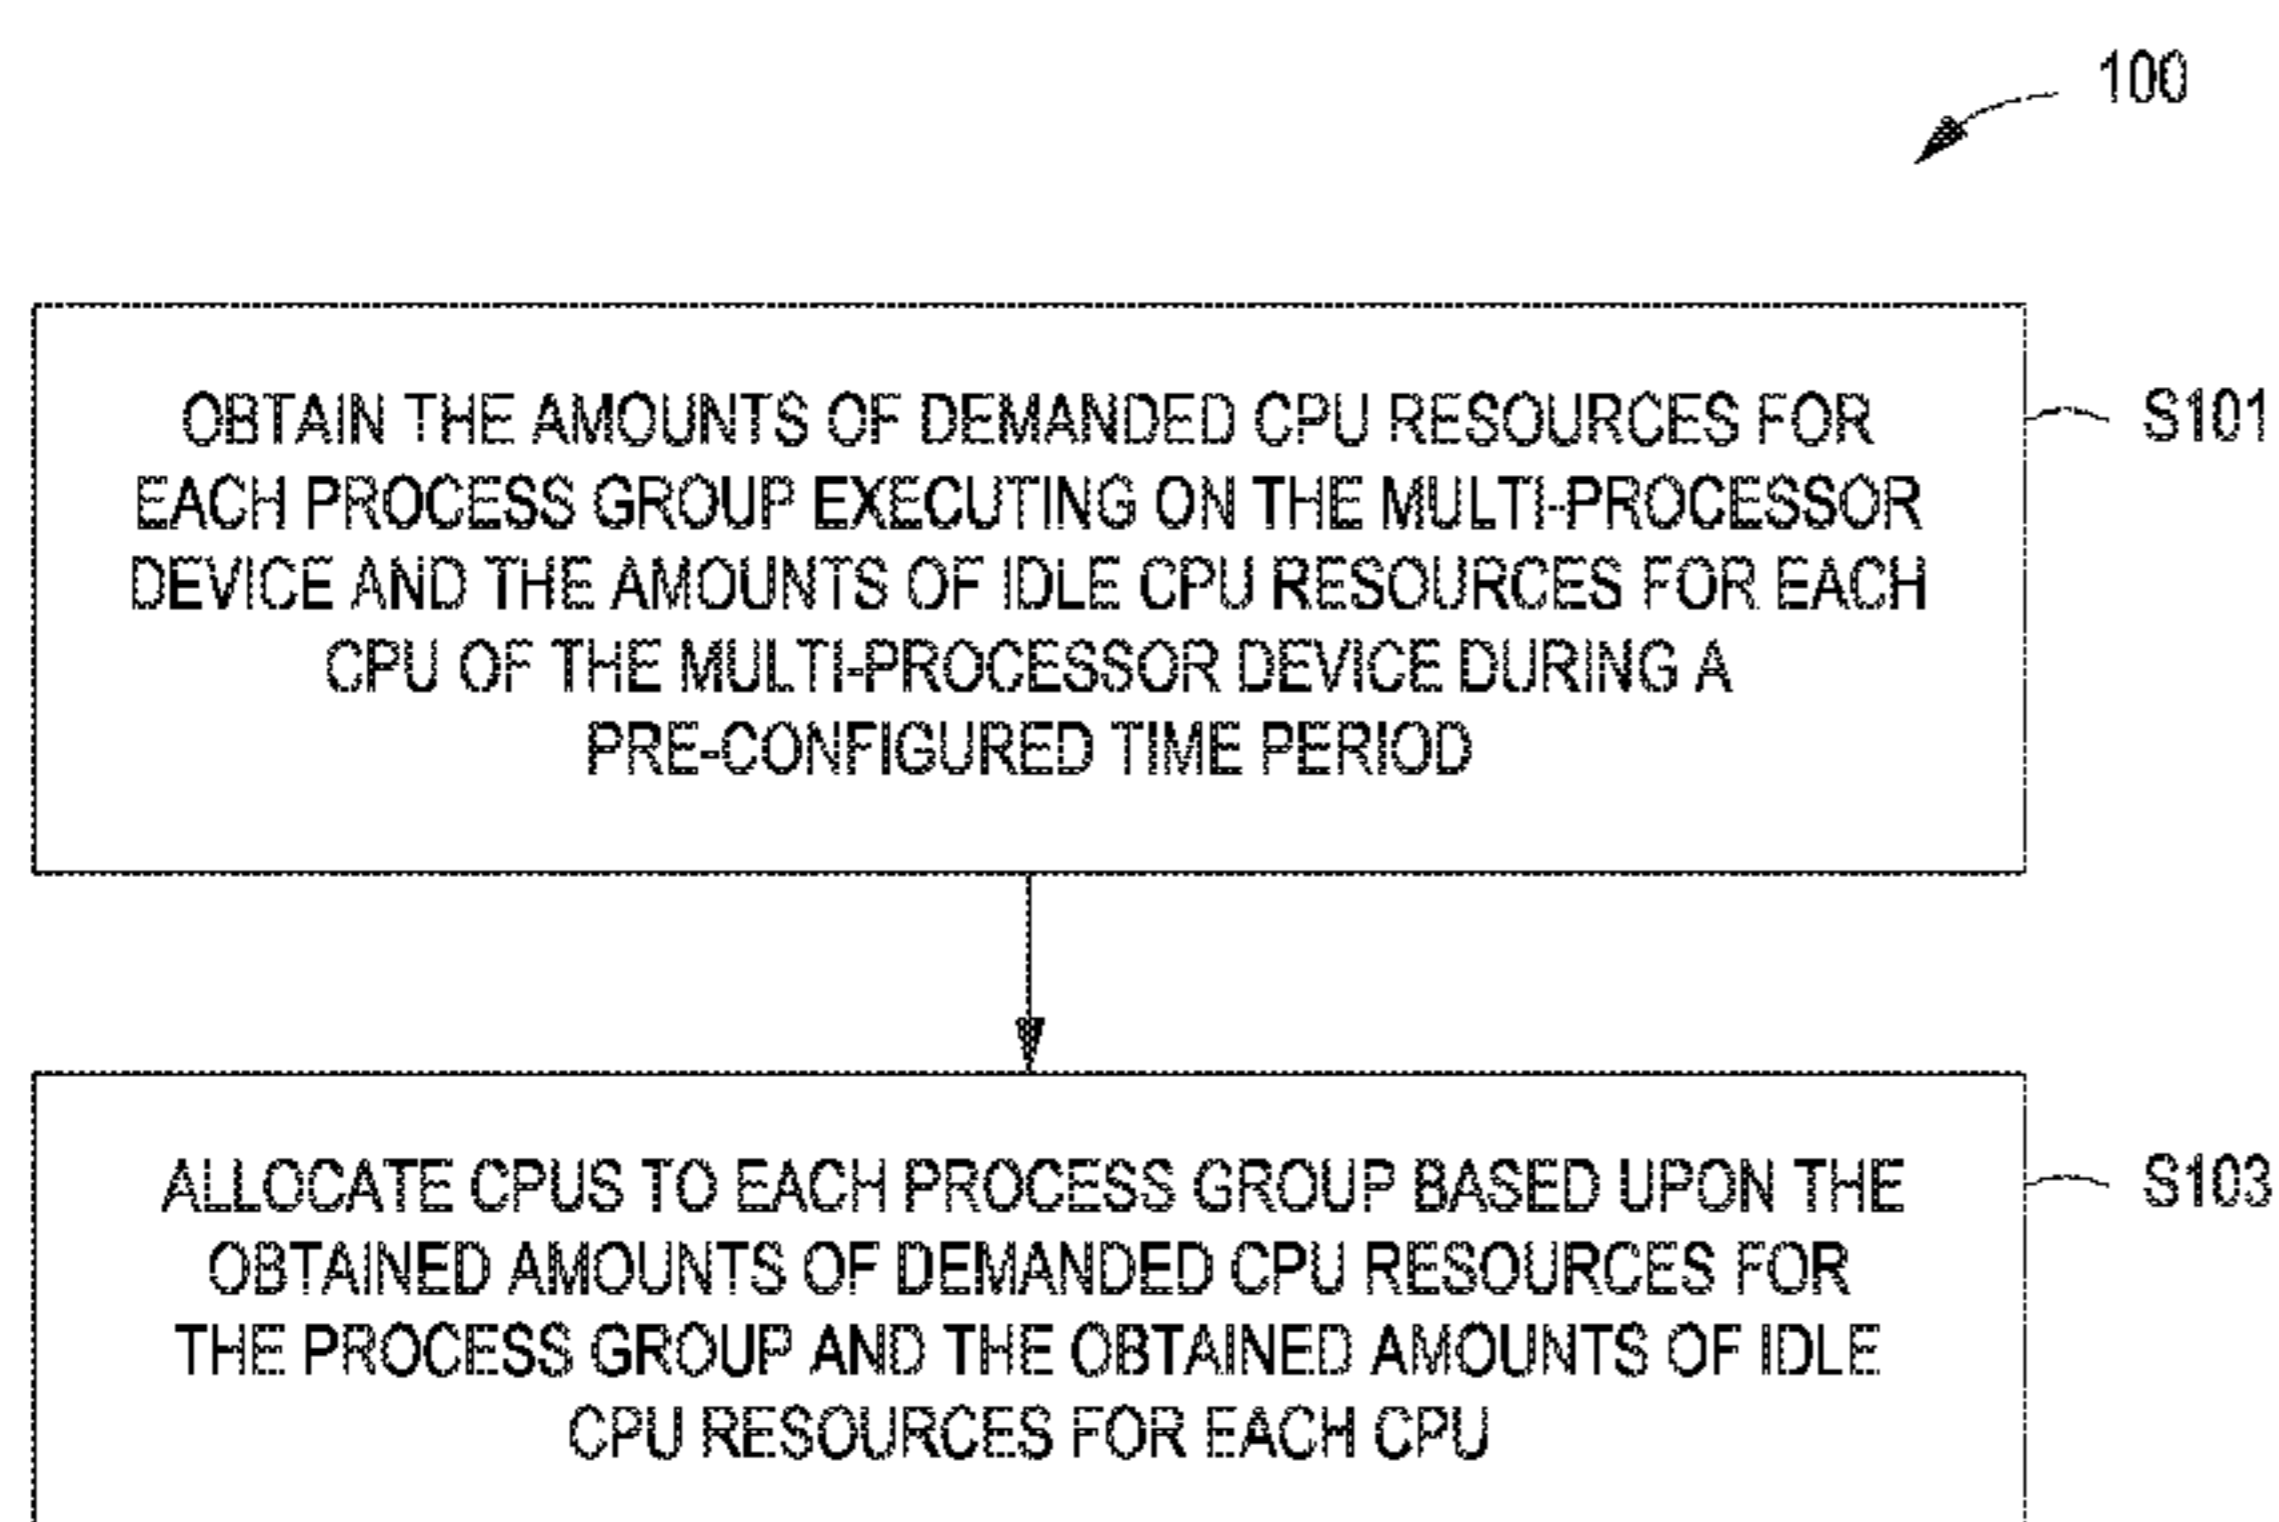 100
OBTAIN THE AMOUNTS OF DEMANDED CPU RESOURCES FOR
EACH PROCESS GROUP EXECUTING ON THE MULTI-PROCESSOR
DEVICE AND THE AMOUNTS OF IDLE CPU RESOURCES FOR EACH
CPU OF THE MULTI-PROCESSOR DEVICE DURING A
PRE-CONFIGURED TIME PERIOD
S101
ALLOCATE CPUS TO EACH PROCESS GROUP BASED UPON THE
OBTAINED AMOUNTS OF DEMANDED CPU RESOURCES FOR
THE PROCESS GROUP AND THE OBTAINED AMOUNTS OF IDLE
CPU RESOURCES FOR EACH CPU
S103